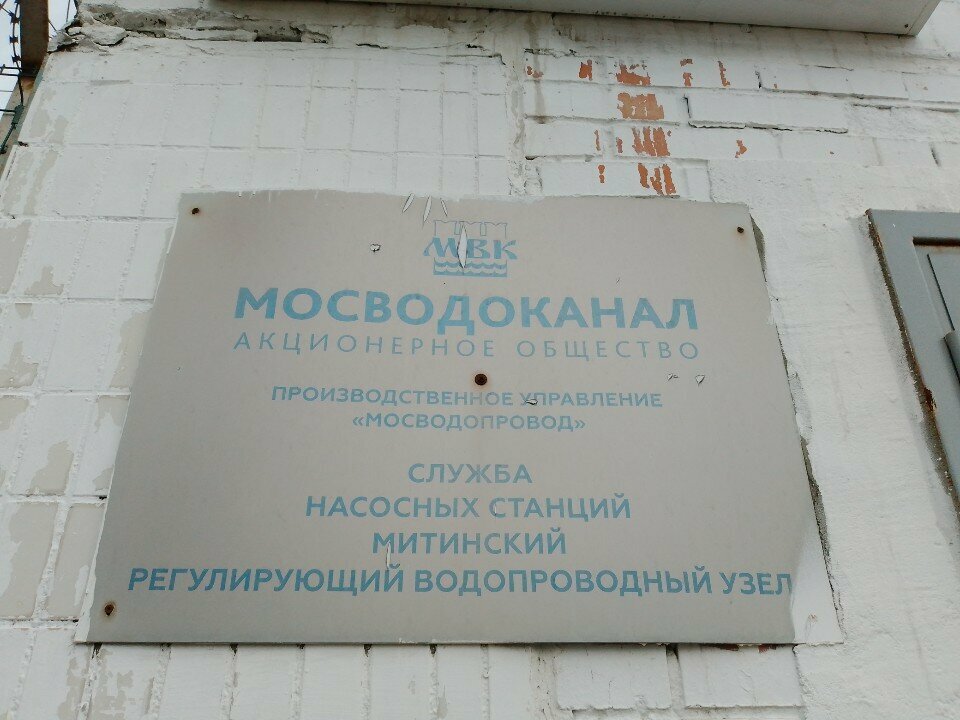 МВК
МОСВОДОКАНАЛ
АКЦИОНЕРНОЕ ОБЩЕСТВО
ПРОИЗВОДСТВЕННОЕ УПРАВЛЕНИЕ
«МОСВОДОПРОВОД»
СЛУЖБА
НАСОСНЫХ СТАНЦИЙ
МИТИНСКИЙ
РЕГУЛИРУЮЩИЙ ВОДОПРОВОДНЫЙ УЗЕЛ